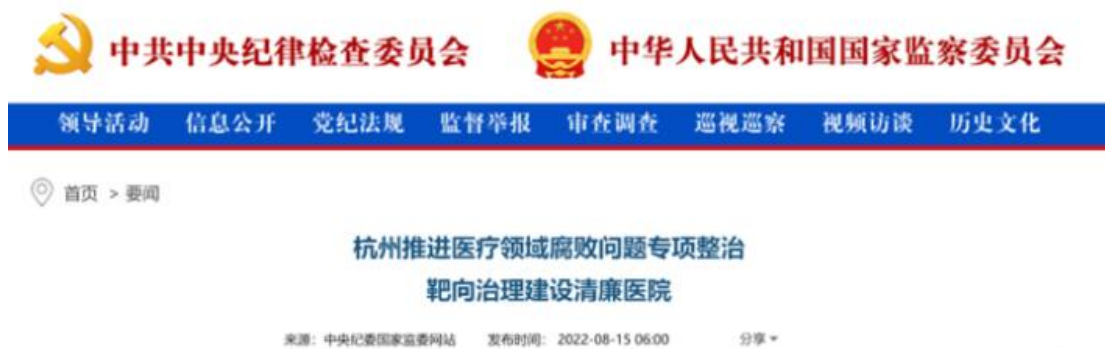 中共中央纪律检查委员会 中华人民共和国国家监察委员会
领导活动 信息公开 党纪法规 监督举报 审查调查 巡视巡察 视频访谈 历史文化
首页 > 要闻
杭州推进医疗领域腐败问题专项整治
靶向治理建设清廉医院
来源：中央纪委国家监委网站 发布时间：2022-08-15 06:00 分享